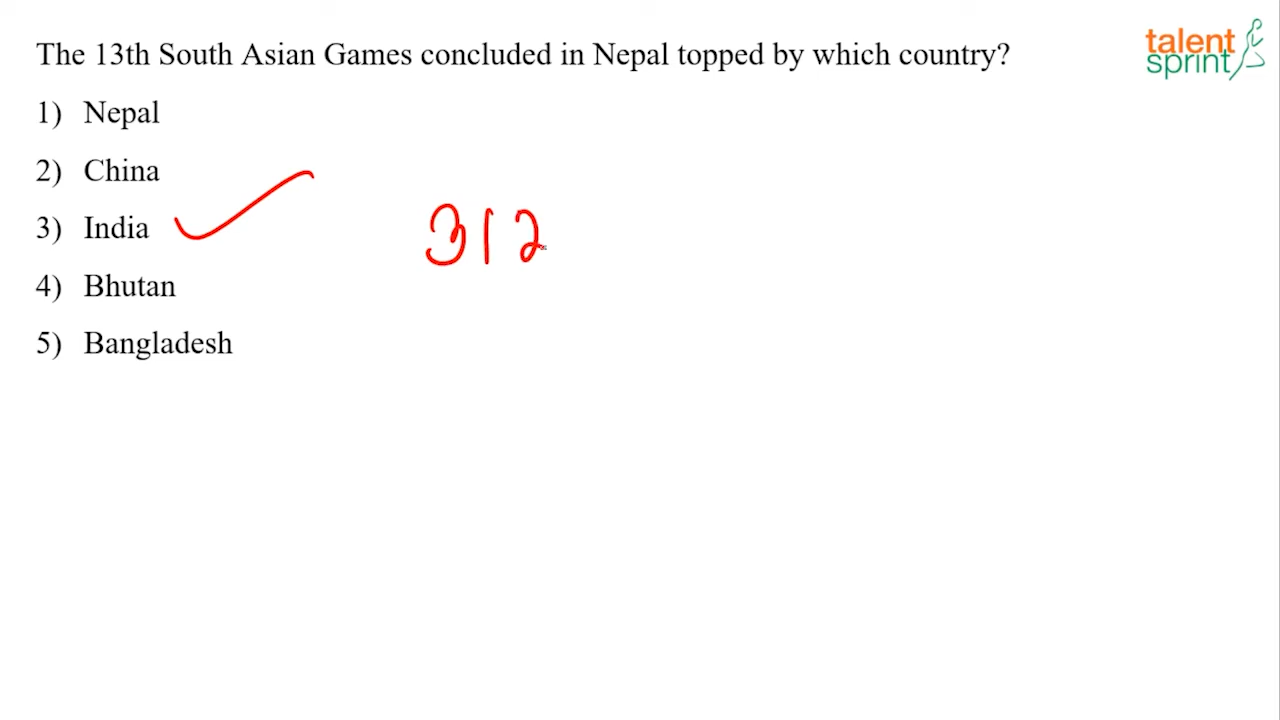 The 13th South Asian Games concluded in Nepal topped by which country?
talent
sprint
1) Nepal
2) China
3) India
312
4) Bhutan
5) Bangladesh